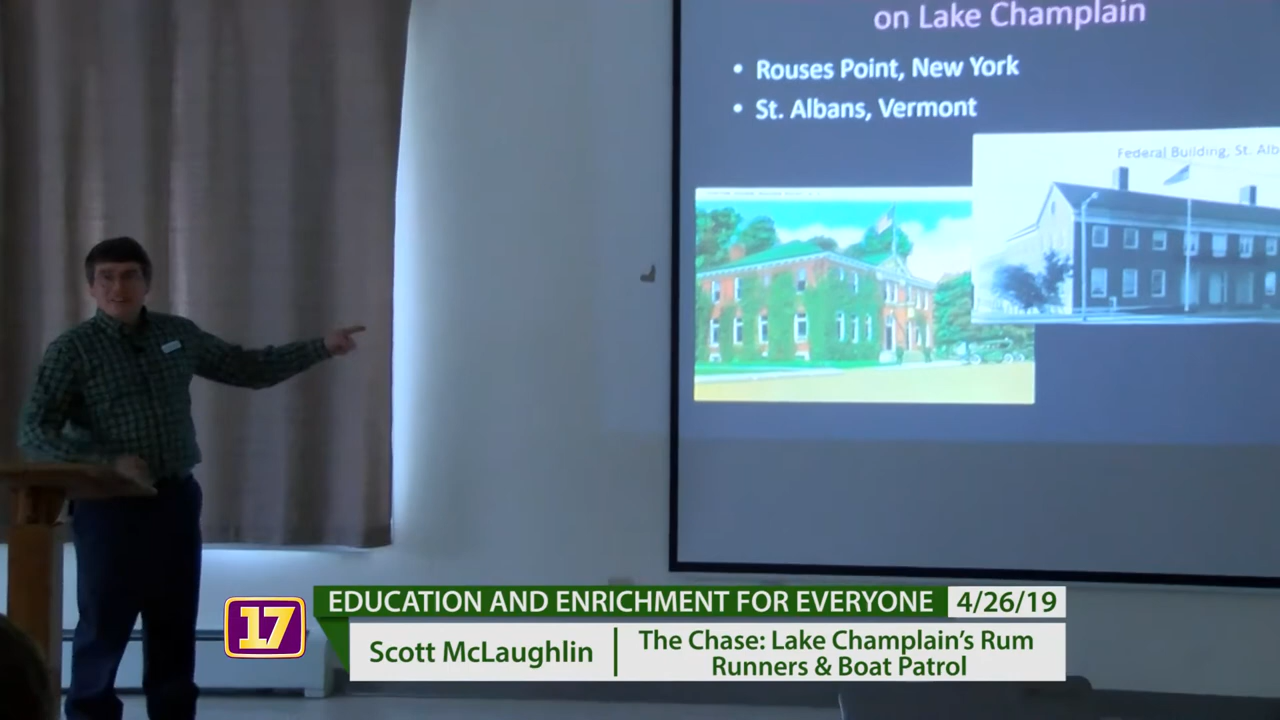 on Lake Champlain
• Rouses Point, New York
• St. Albans, Vermont
Federal Building, St. Alb
17
EDUCATION AND ENRICHMENT FOR EVERYONE
4/26/19
Scott McLaughlin
The Chase: Lake Champlain's Rum
Runners & Boat Patrol